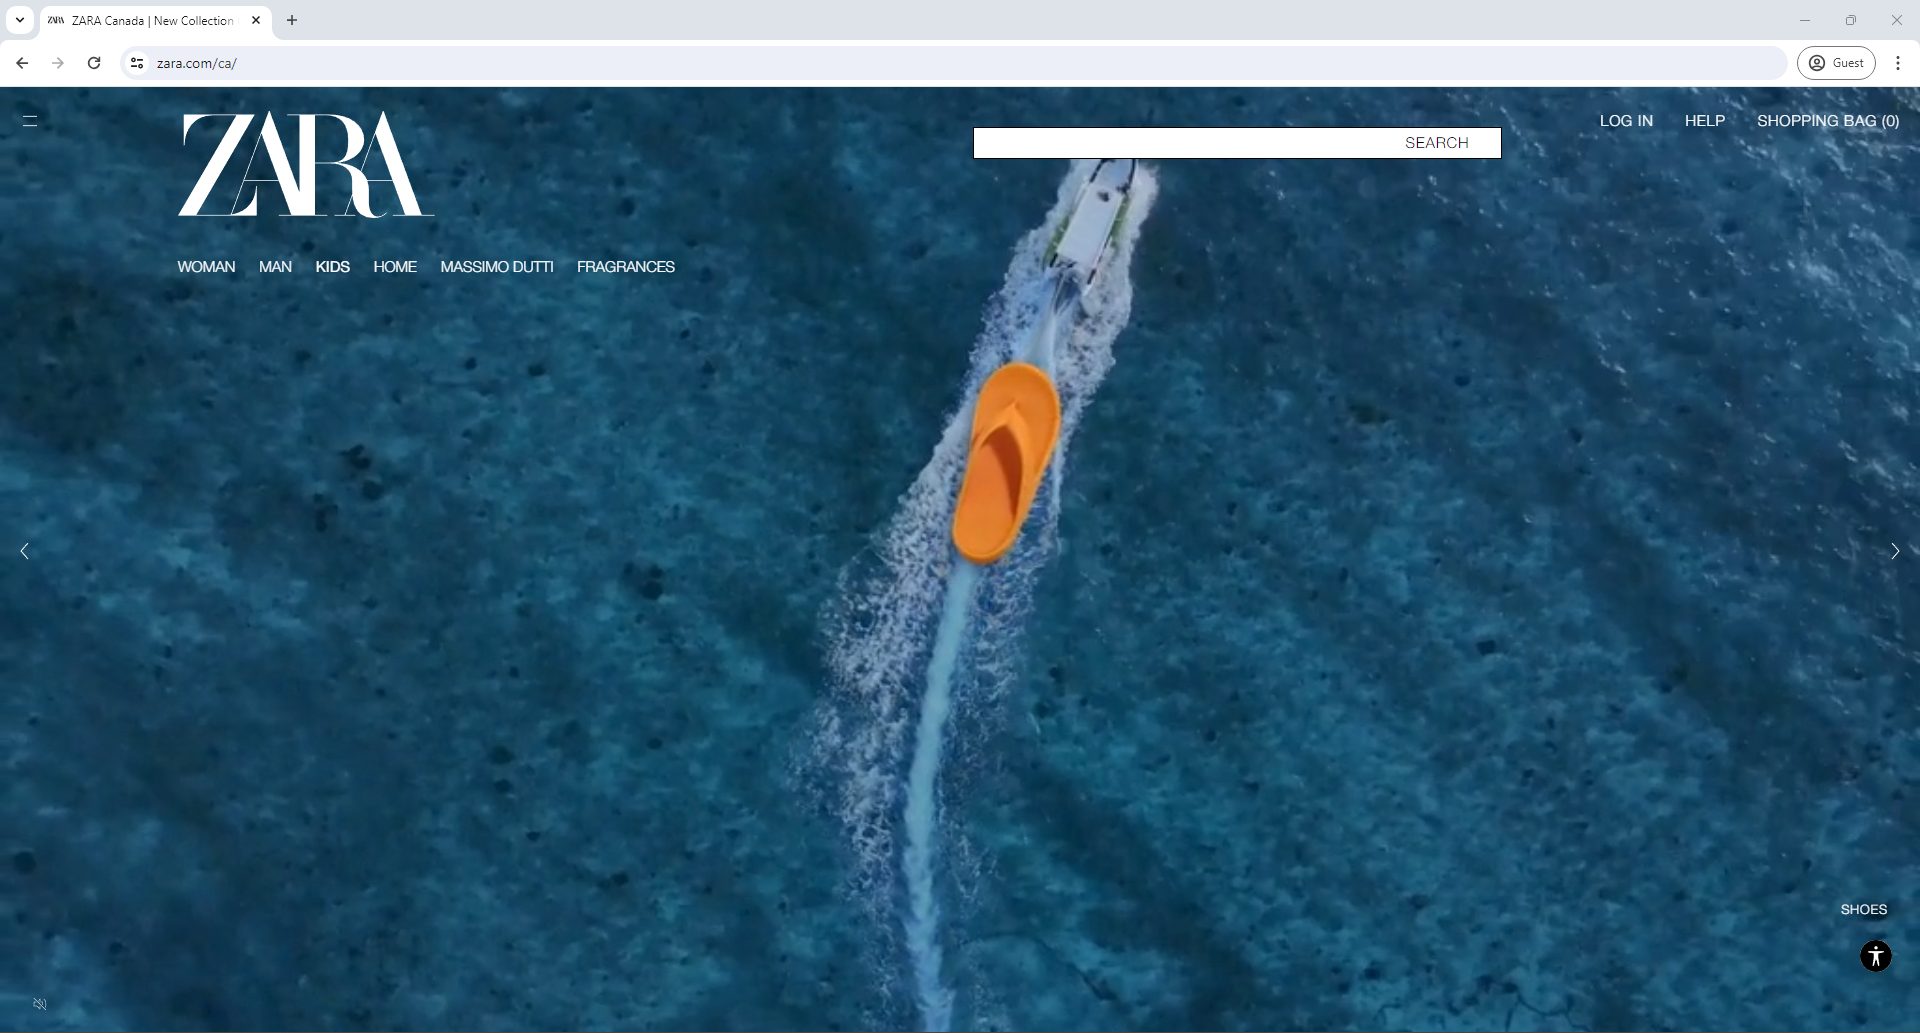 ZARA
ZARA Canada | New Collection
zara.com/ca/
Guest
ZARA
SEARCH
LOG IN
HELP
SHOPPING BAG (0)
WOMAN
MAN
KIDS
HOME
MASSIMO DUTTI
FRAGRANCES
SHOES